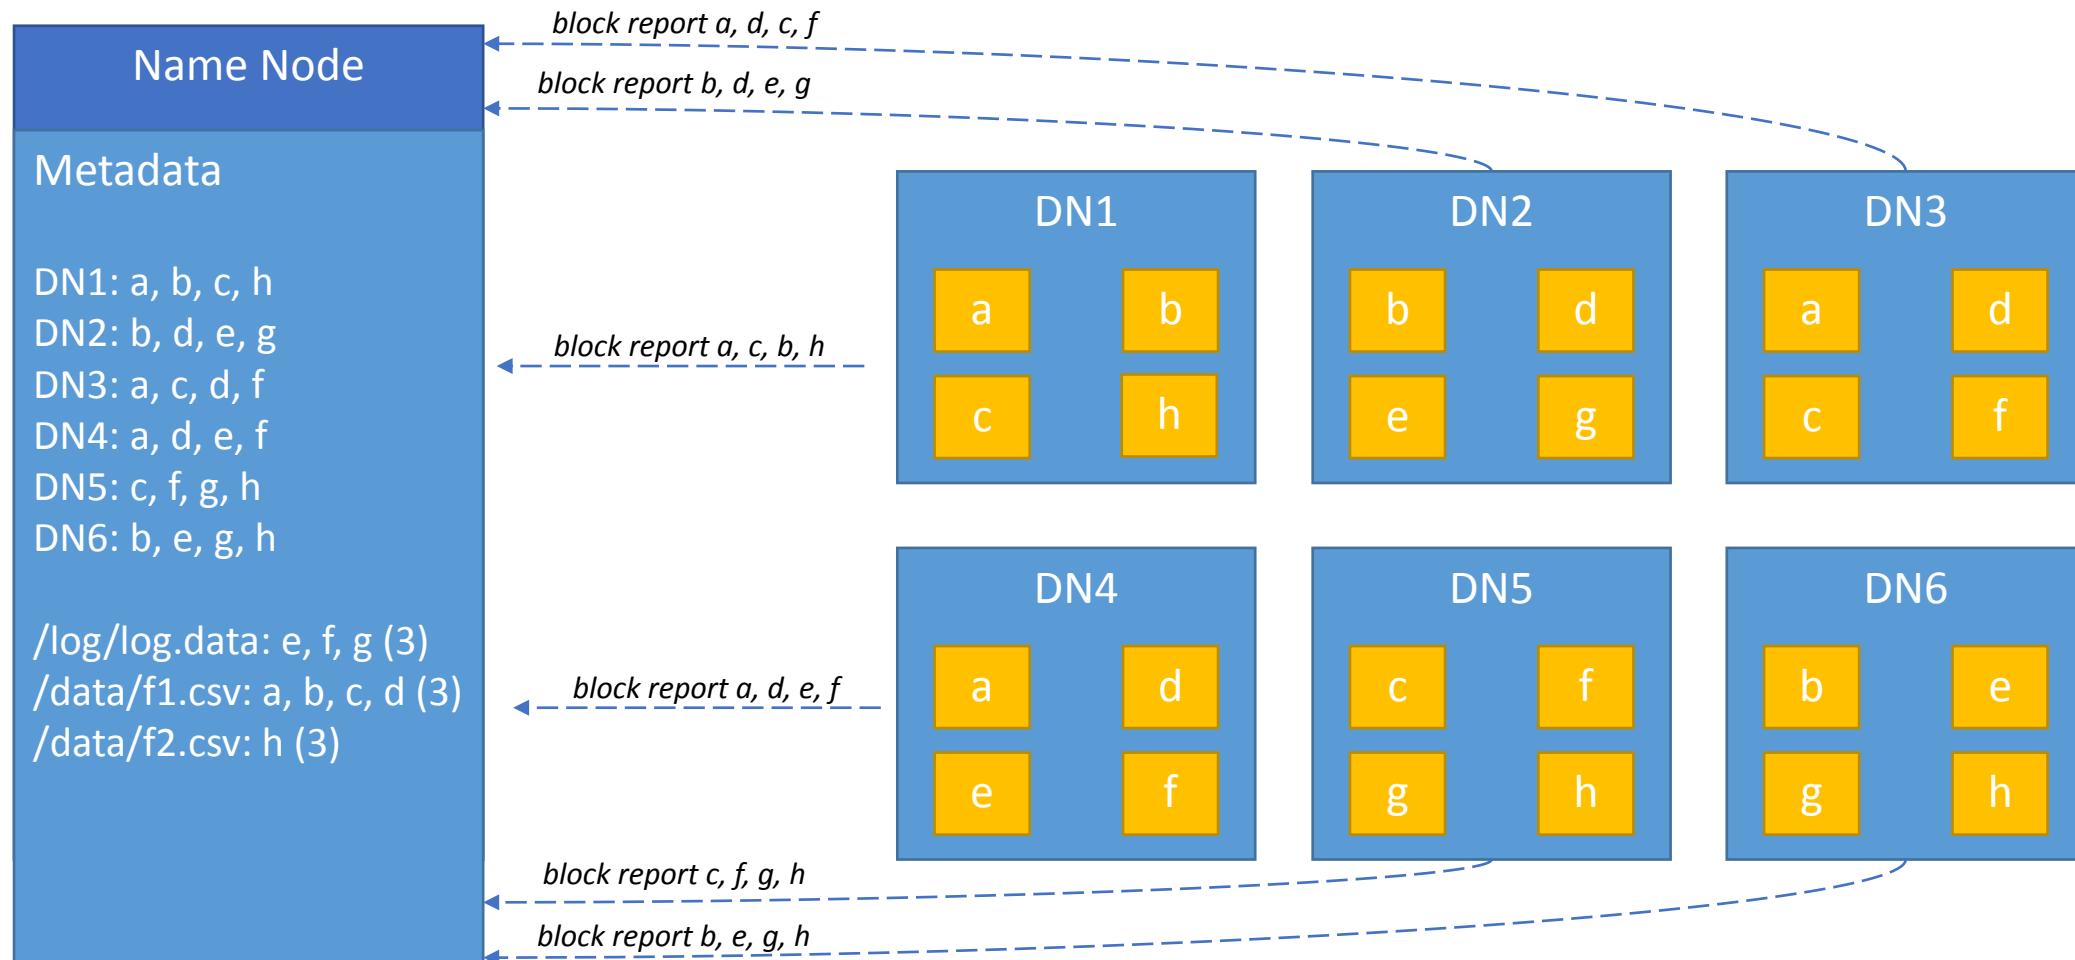 block report a, d, c, f
Name Node
block report b, d, e, g
Metadata
DN1: a, b, c, h
DN2: b, d, e, g
DN3: a, c, d, f
DN4: a, d, e, f
DN5: c, f, g, h
DN6: b, e, g, h
/log/log.data: e, f, g (3)
/data/f1.csv: a, b, c, d (3)
/data/f2.csv: h (3)
block report a, c, b, h
block report a, d, e, f
block report c, f, g, h
block report b, e, g, h
DN1
a b
c h
DN2
b d
e g
DN3
a d
c f
DN4
a d
e f
DN5
c f
g h
DN6
b e
g h